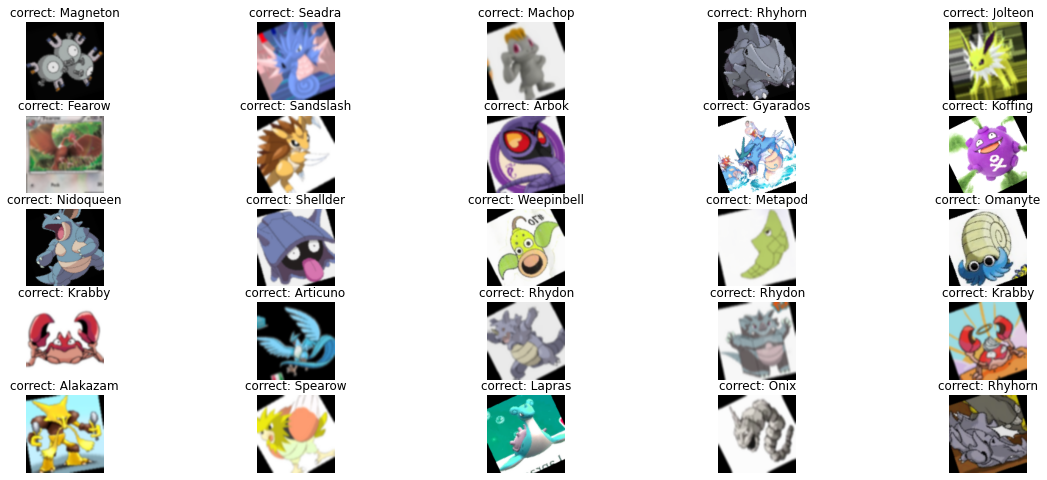 correct: Magneton
correct: Seadra
correct: Machop
correct: Rhyhorn
correct: Jolteon
correct: Fearow
correct: Sandslash
correct: Arbok
correct: Gyarados
correct: Koffing
correct: Nidoqueen
correct: Shellder
correct: Weepinbell
correct: Metapod
correct: Omanyte
correct: Krabby
correct: Articuno
correct: Rhydon
correct: Rhydon
correct: Krabby
correct: Alakazam
correct: Spearow
correct: Lapras
correct: Onix
correct: Rhyhorn